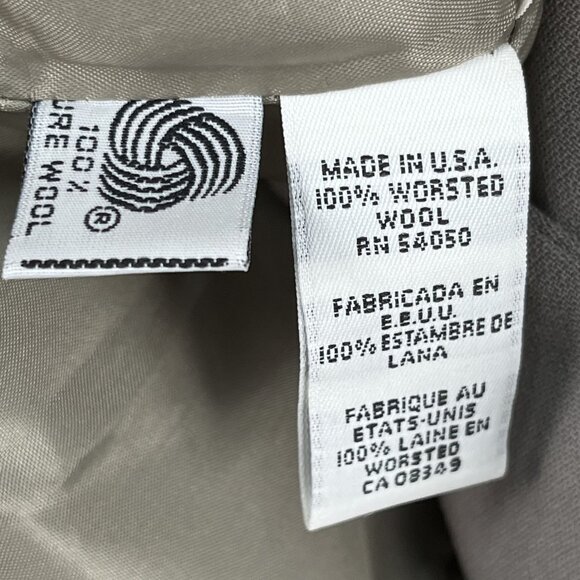 100%
URE WOOL
®
MADE IN U.S.A.
100% WORSTED
WOOL
RN 54050
FABRICADA EN
E.E.U.U.
100% ESTAMBRE DE
LANA
FABRIQUE AU
ETATS-UNIS
100% LAINE EN
WORSTED
CA 08349